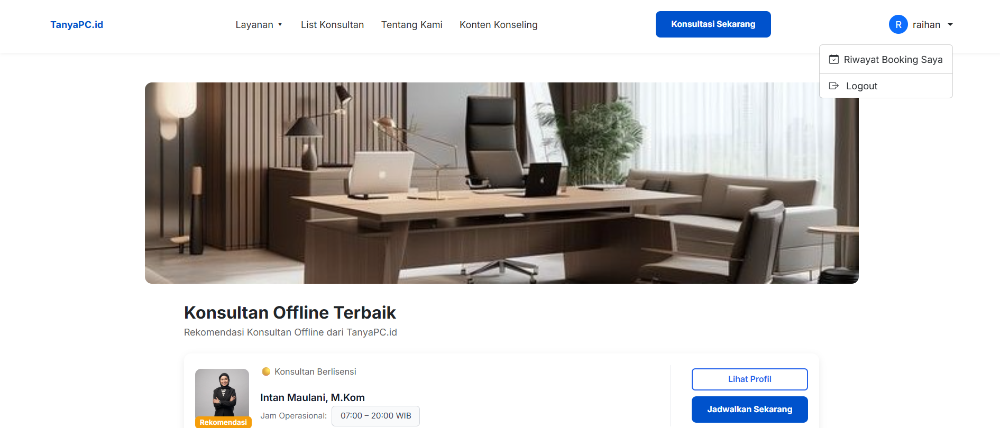 TanyaPC.id
Layanan ▼
List Konsultan
Tentang Kami
Konten Konseling
Konsultasi Sekarang
R raihan
Riwayat Booking Saya
Logout
Konsultan Offline Terbaik
Rekomendasi Konsultan Offline dari TanyaPC.id
Konsultan Berlisensi
Intan Maulani, M.Kom
Jam Operasional: 07:00 – 20:00 WIB
Rekomendasi
Lihat Profil
Jadwalkan Sekarang